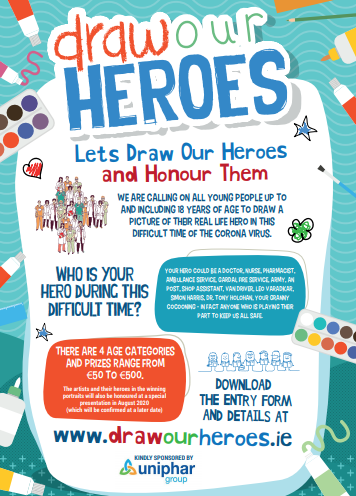 draw our
HEROES
Lets Draw Our Heroes
and Honour Them
WE ARE CALLING ON ALL YOUNG PEOPLE UP TO
AND INCLUDING 18 YEARS OF AGE TO DRAW A
PICTURE OF THEIR REAL LIFE HERO IN THIS
DIFFICULT TIME OF THE CORONA VIRUS.
WHO IS YOUR
HERO DURING THIS
DIFFICULT TIME?
YOUR HERO COULD BE A DOCTOR, NURSE, PHARMACIST,
AMBULANCE SERVICE, GARDAI, FIRE SERVICE, ARMY, AN
POST, SHOP ASSISTANT, VAN DRIVER, LEO VARADKAR,
SIMON HARRIS, DR. TONY HOLOHAN, YOUR GRANNY
COCOONING - IN FACT ANYONE WHO IS PLAYING THEIR
PART TO KEEP US ALL SAFE.
THERE ARE 4 AGE CATEGORIES
AND PRIZES RANGE FROM
€50 TO €500.
The artists and their heroes in the winning
portraits will also be honoured at a special
presentation in August 2020
(which will be confirmed at a later date)
DOWNLOAD
THE ENTRY FORM
AND DETAILS AT
www.drawourheroes.ie
KINDLY SPONSORED BY
uniphar
group